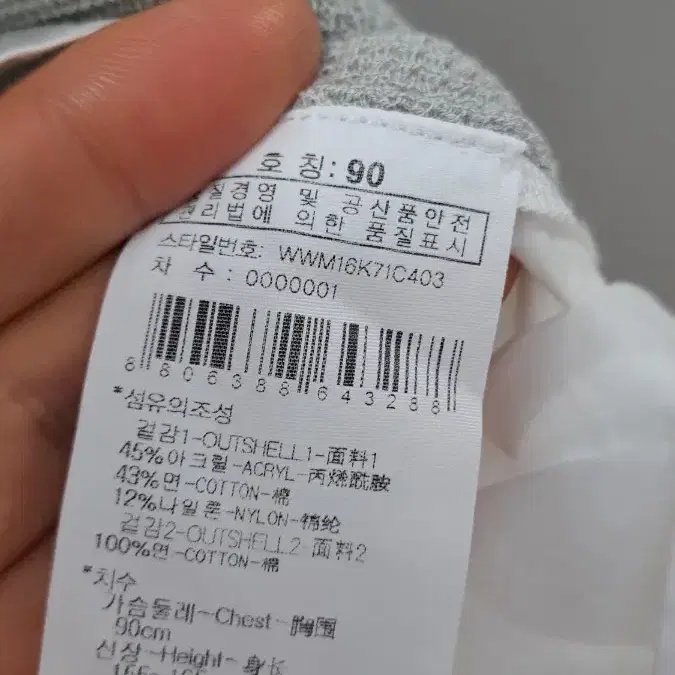 호 칭: 90
질경영 및 공산품안전
관리법에 의한 품질표시
스타일번호: WWM16K71C403
차 수 : 0000001
8806388643288
*섬유의조성
겉감1-OUTSHELL1-面料1
45%아크릴-ACRYL-丙烯酰胺
43%면-COTTON-棉
12%나일론-NYLON-锦纶
겉감2-OUTSHELL2-面料2
100%면-COTTON-棉
*치수
가슴둘레-Chest-胸围
90cm
신장-Height-身长